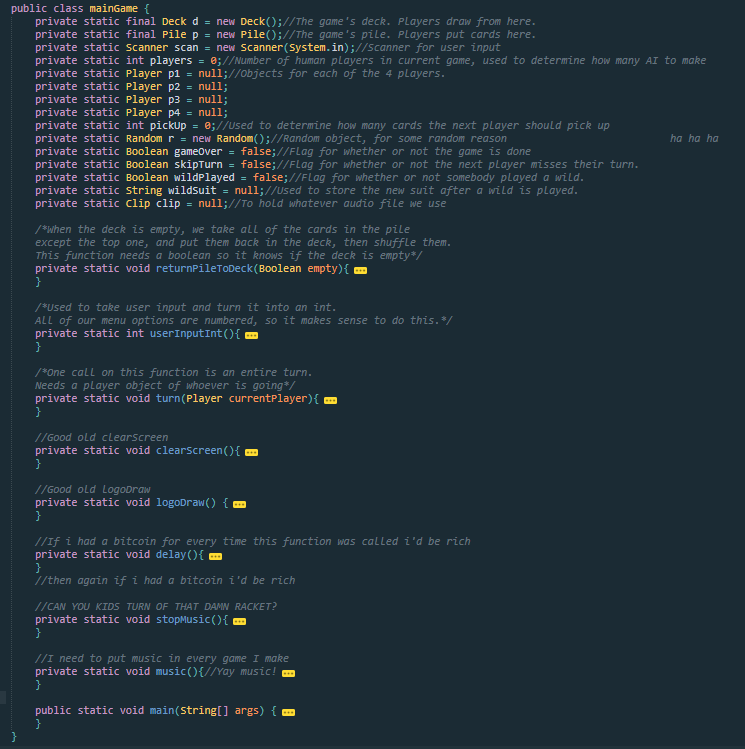 public class mainGame {
    private static final Deck d = new Deck();//The game's deck. Players draw from here.
    private static final Pile p = new Pile();//The game's pile. Players put cards here.
    private static Scanner scan = new Scanner(System.in);//Scanner for user input
    private static int players = 0;//Number of human players in current game, used to determine how many AI to make
    private static Player p1 = null;//Objects for each of the 4 players.
    private static Player p2 = null;
    private static Player p3 = null;
    private static Player p4 = null;
    private static int pickUp = 0;//Used to determine how many cards the next player should pick up
    private static Random r = new Random();//Random object, for some random reason                           ha ha ha
    private static Boolean gameOver = false;//Flag for whether or not the game is done
    private static Boolean skipTurn = false;//Flag for whether or not the next player misses their turn.
    private static Boolean wildPlayed = false;//Flag for whether or not somebody played a wild.
    private static String wildSuit = null;//Used to store the new suit after a wild is played.
    private static Clip clip = null;//To hold whatever audio file we use

    /*When the deck is empty, we take all of the cards in the pile
    except the top one, and put them back in the deck, then shuffle them.
    This function needs a boolean so it knows if the deck is empty*/
    private static void returnPileToDeck(Boolean empty){ ...
    }

    /*Used to take user input and turn it into an int.
    All of our menu options are numbered, so it makes sense to do this.*/
    private static int userInputInt(){ ...
    }

    /*One call on this function is an entire turn.
    Needs a player object of whoever is going*/
    private static void turn(Player currentPlayer){ ...
    }

    //Good old clearScreen
    private static void clearScreen(){ ...
    }

    //Good old logoDraw
    private static void logoDraw() { ...
    }

    //If i had a bitcoin for every time this function was called i'd be rich
    private static void delay(){ ...
    }
    //then again if i had a bitcoin i'd be rich

    //CAN YOU KIDS TURN OF THAT DAMN RACKET?
    private static void stopMusic(){ ...
    }

    //I need to put music in every game I make
    private static void music(){//Yay music! ...
    }

    public static void main(String[] args) { ...
    }
}